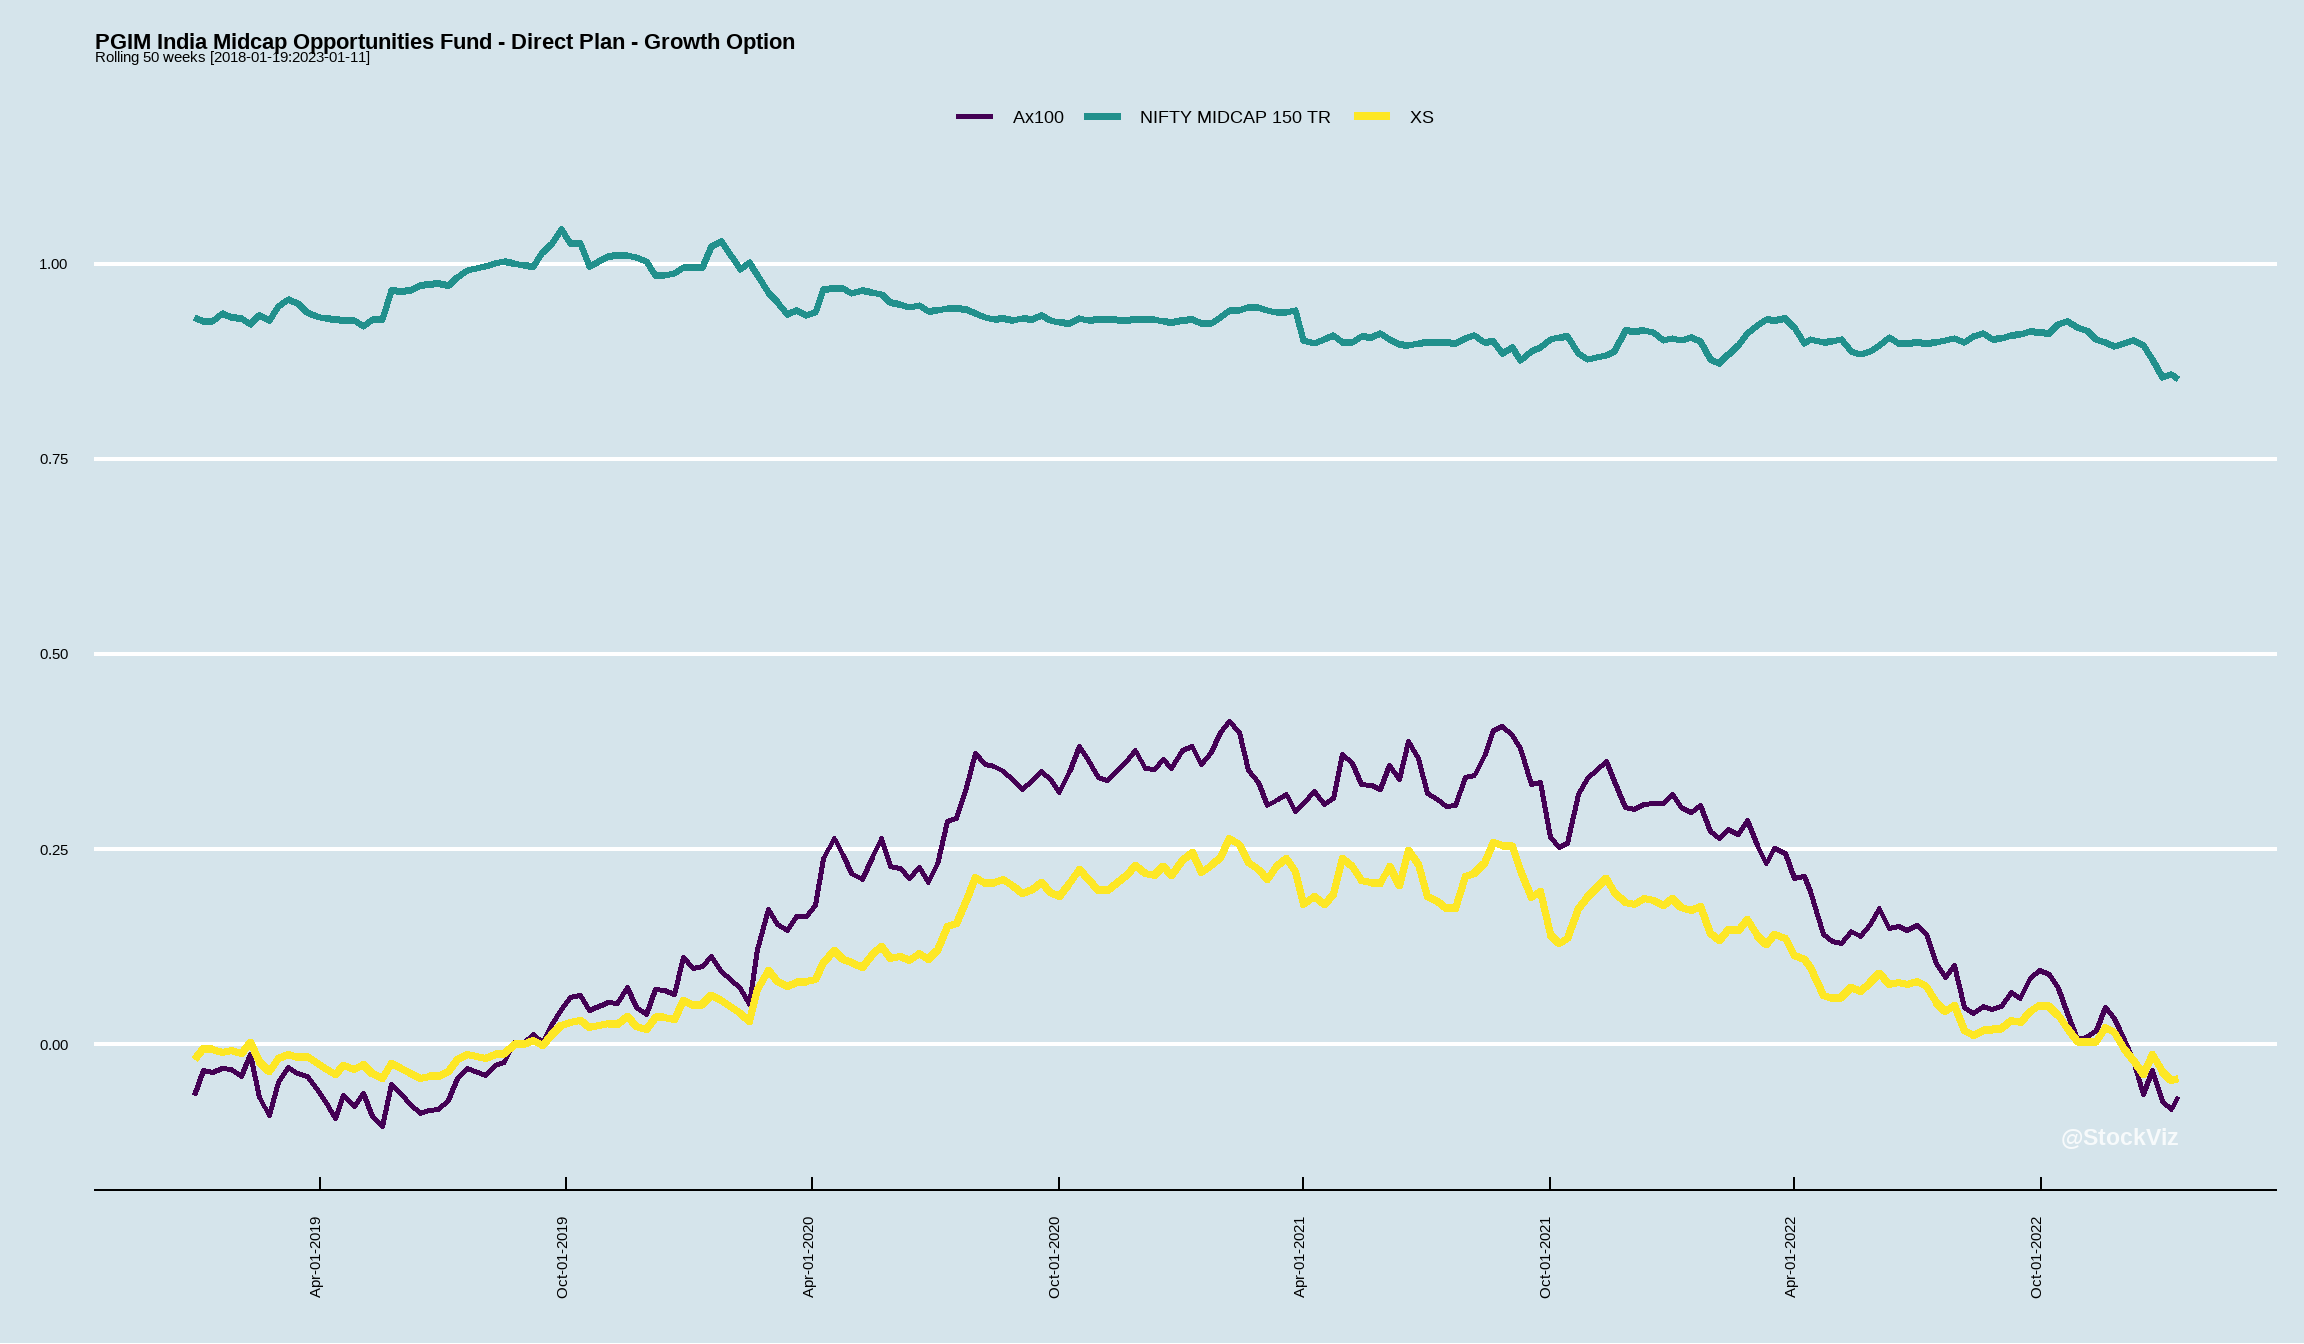 PGIM India Midcap Opportunities Fund - Direct Plan - Growth Option
Rolling 50 weeks [2018-01-19:2023-01-11]
Ax100 NIFTY MIDCAP 150 TR XS
1.00
0.75
0.50
0.25
0.00
@StockViz
Apr-01-2019 Oct-01-2019 Apr-01-2020 Oct-01-2020 Apr-01-2021 Oct-01-2021 Apr-01-2022 Oct-01-2022